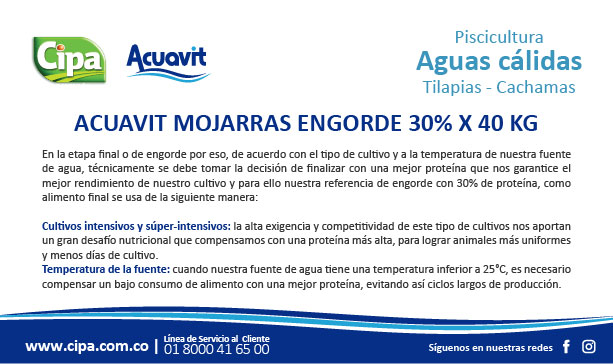 Cipa
Acuavit
Piscicultura
Aguas cálidas
Tilapias - Cachamas
ACUAVIT MOJARRAS ENGORDE 30% X 40 KG
En la etapa final o de engorde por eso, de acuerdo con el tipo de cultivo y a la temperatura de nuestra fuente
de agua, técnicamente se debe tomar la decisión de finalizar con una mejor proteína que nos garantice el
mejor rendimiento de nuestro cultivo y para ello nuestra referencia de engorde con 30% de proteína, como
alimento final se usa de la siguiente manera:
Cultivos intensivos y súper-intensivos: la alta exigencia y competitividad de este tipo de cultivos nos aportan
un gran desafío nutricional que compensamos con una proteína más alta, para lograr animales más uniformes
y menos días de cultivo.
Temperatura de la fuente: cuando nuestra fuente de agua tiene una temperatura inferior a 25°C, es necesario
compensar un bajo consumo de alimento con una mejor proteína, evitando así ciclos largos de producción.
www.cipa.com.co | Línea de Servicio al Cliente
01 8000 41 65 00
Síguenos en nuestras redes